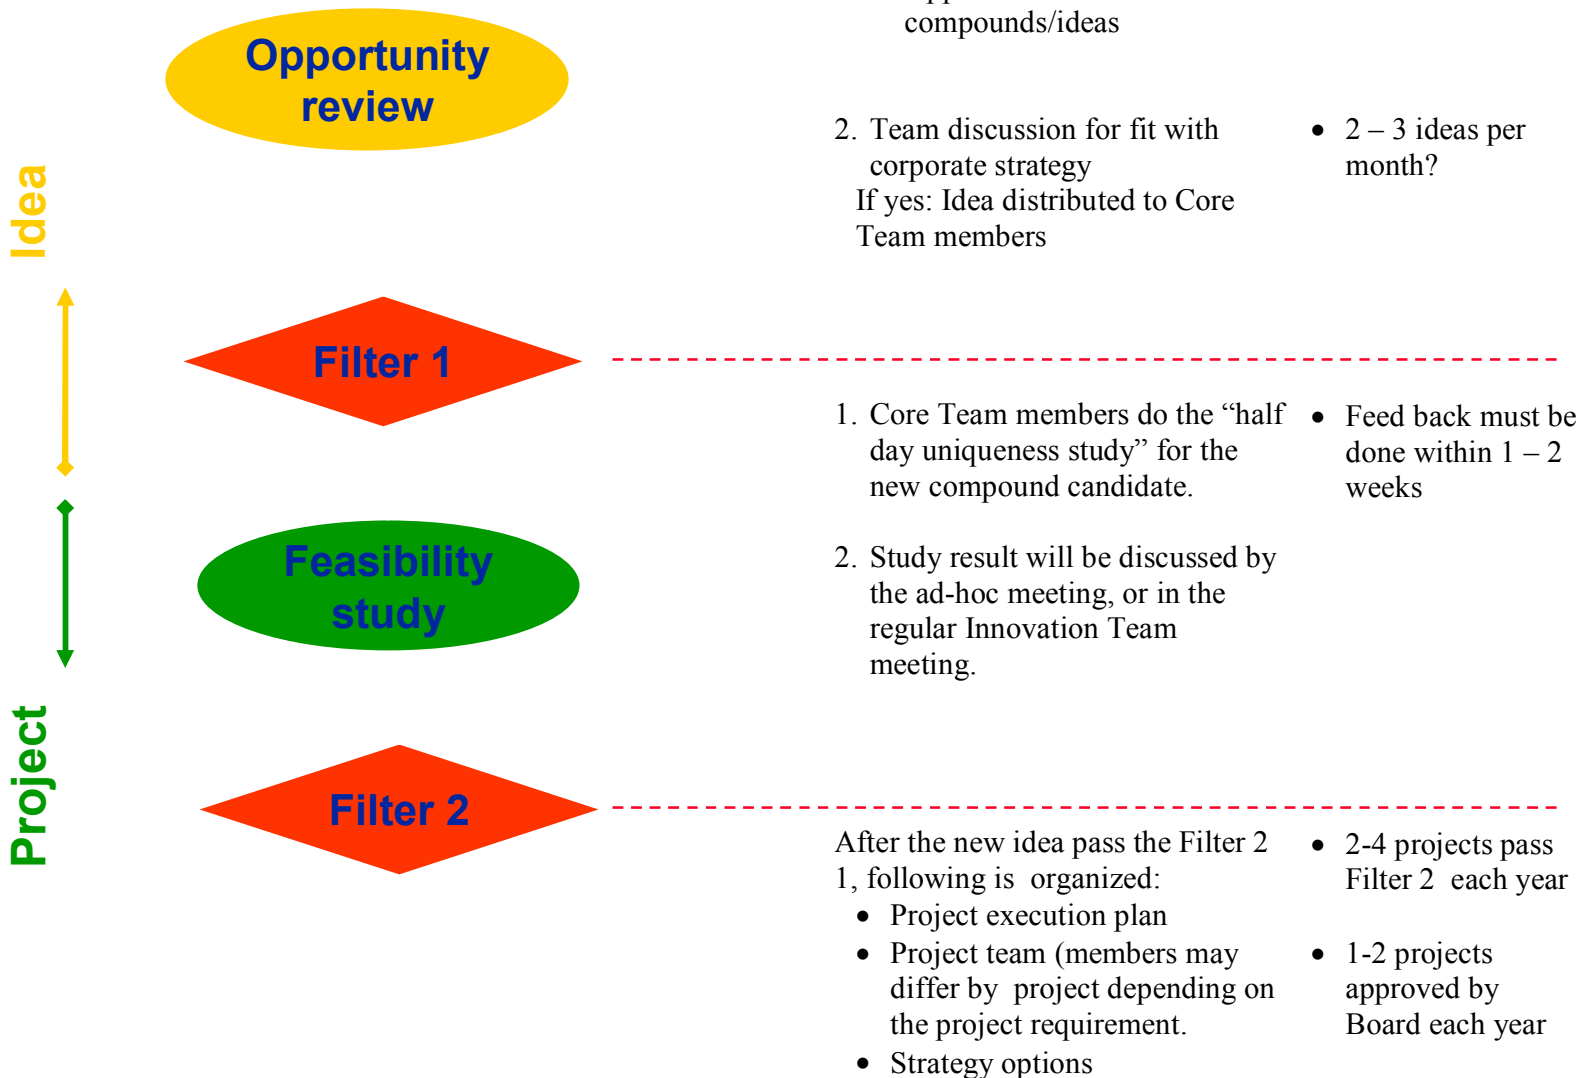 compounds/ideas
Opportunity
review
2. Team discussion for fit with
corporate strategy
If yes: Idea distributed to Core
Team members
• 2 – 3 ideas per
month?
Idea
Filter 1
1. Core Team members do the “half
day uniqueness study” for the
new compound candidate.
• Feed back must be
done within 1 – 2
weeks
Feasibility
study
2. Study result will be discussed by
the ad-hoc meeting, or in the
regular Innovation Team
meeting.
Project
Filter 2
After the new idea pass the Filter 2
1, following is organized:
• Project execution plan
• Project team (members may
differ by project depending on
the project requirement.
• Strategy options
• 2-4 projects pass
Filter 2 each year
• 1-2 projects
approved by
Board each year